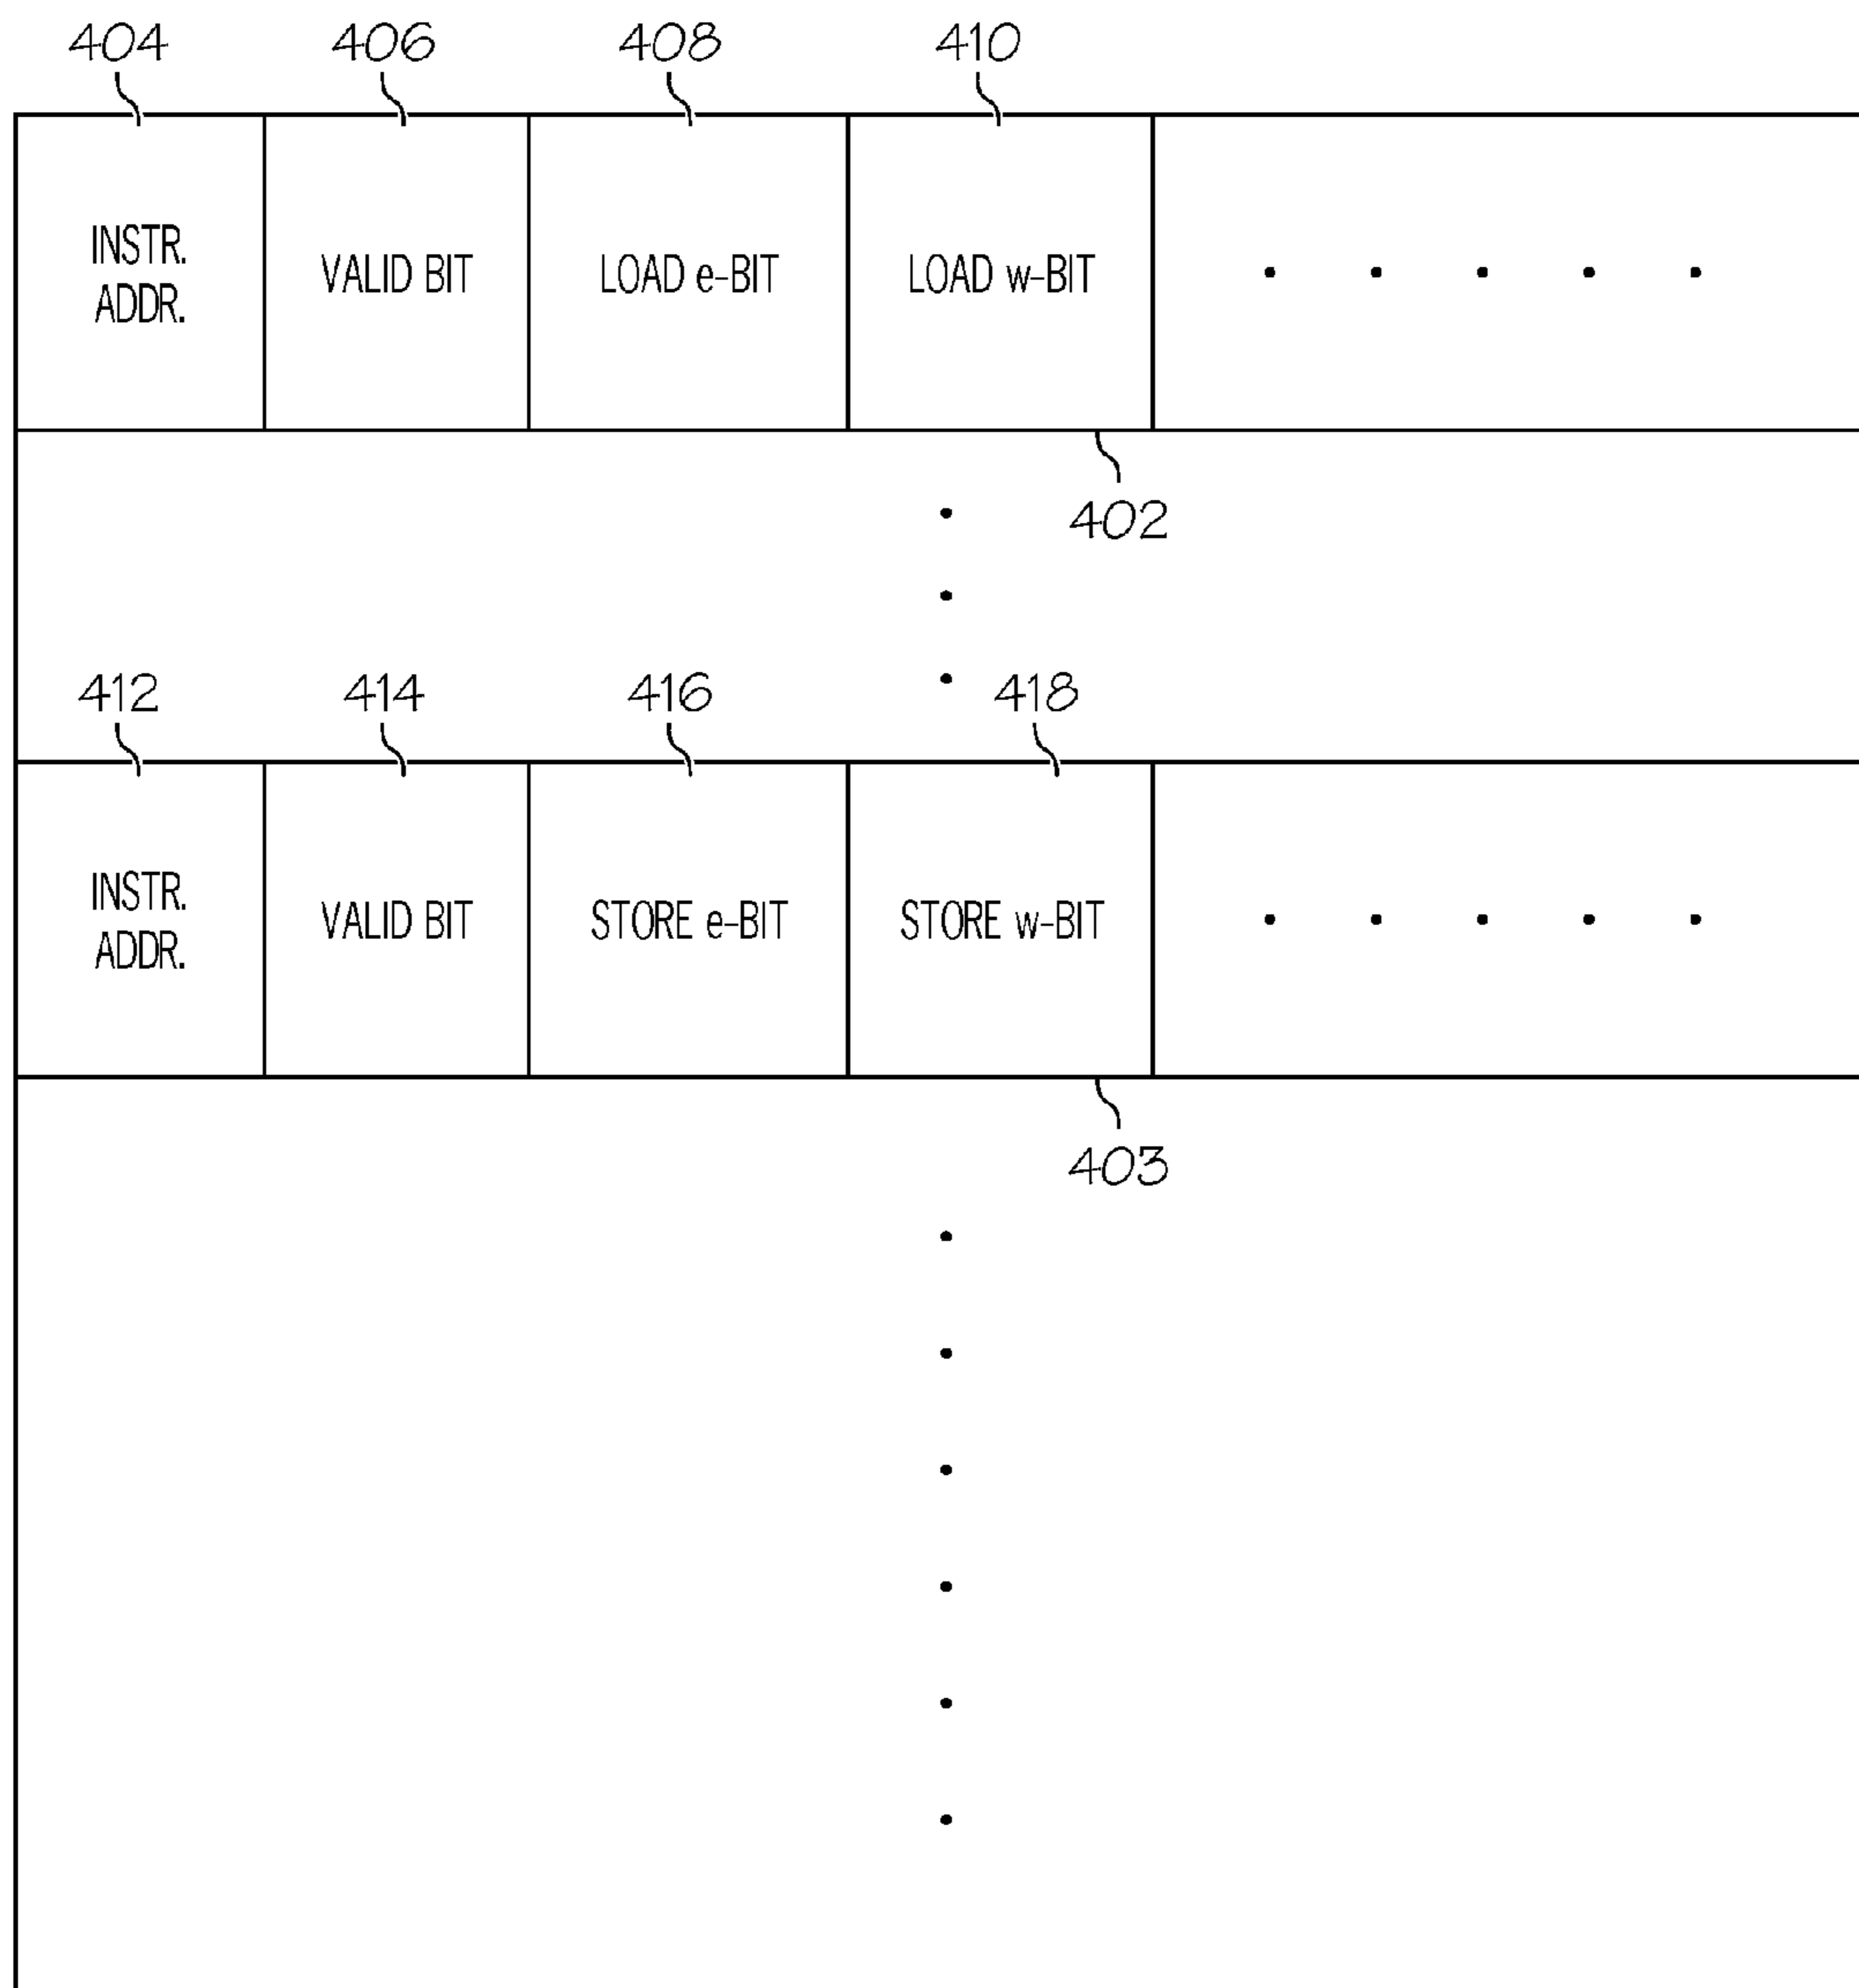 404 406 408 410
INSTR.
ADDR.
VALID BIT
LOAD e-BIT
LOAD w-BIT
402
412 414 416 418
INSTR.
ADDR.
VALID BIT
STORE e-BIT
STORE w-BIT
403